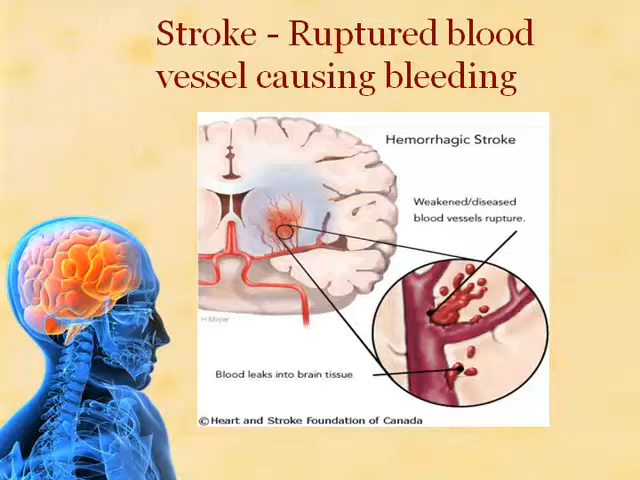 Stroke - Ruptured blood
vessel causing bleeding
Hemorrhagic Stroke
Weakened/diseased
blood vessels rupture.
Blood leaks into brain tissue
©Heart and Stroke Foundation of Canada